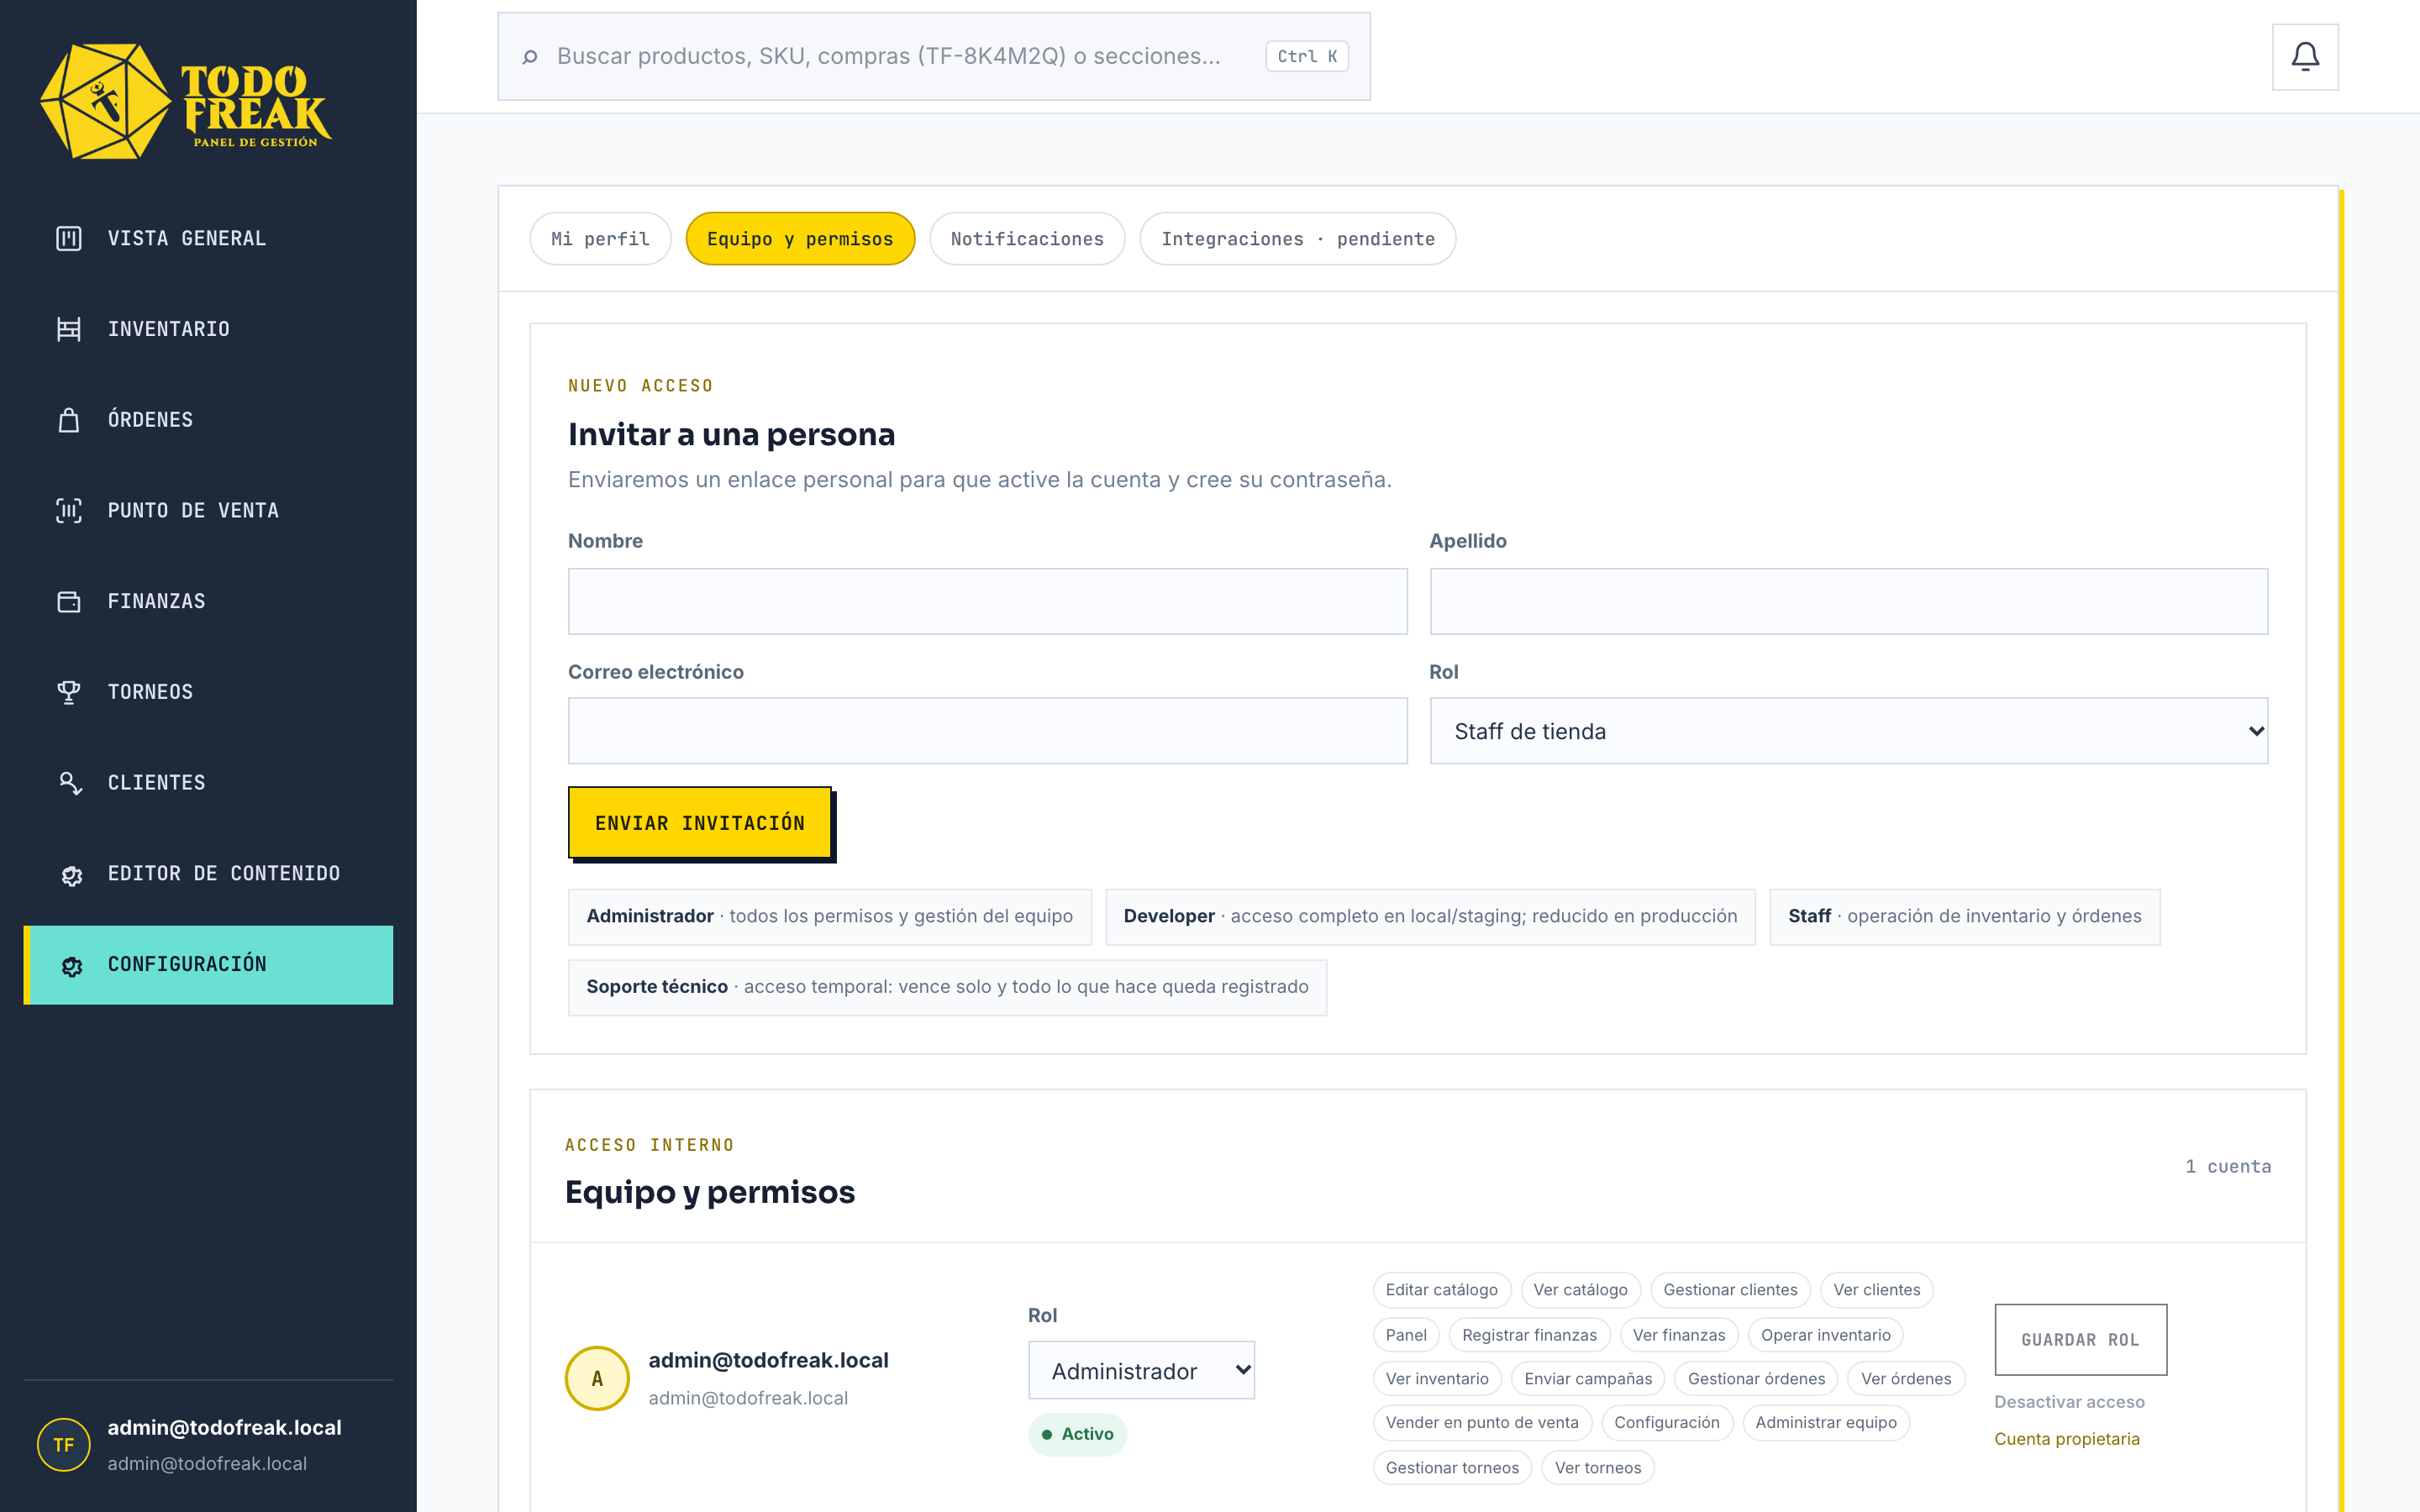 TODO
FREAK
PANEL DE GESTIÓN
VISTA GENERAL
INVENTARIO
ÓRDENES
PUNTO DE VENTA
FINANZAS
TORNEOS
CLIENTES
EDITOR DE CONTENIDO
CONFIGURACIÓN
TF
admin@todofreak.local
admin@todofreak.local
Buscar productos, SKU, compras (TF-8K4M2Q) o secciones...
Ctrl K
Mi perfil
Equipo y permisos
Notificaciones
Integraciones · pendiente
NUEVO ACCESO
Invitar a una persona
Enviaremos un enlace personal para que active la cuenta y cree su contraseña.
Nombre
Apellido
Correo electrónico
Rol
Staff de tienda
ENVIAR INVITACIÓN
Administrador · todos los permisos y gestión del equipo
Developer · acceso completo en local/staging; reducido en producción
Staff · operación de inventario y órdenes
Soporte técnico · acceso temporal: vence solo y todo lo que hace queda registrado
ACCESO INTERNO
Equipo y permisos
1 cuenta
A
admin@todofreak.local
admin@todofreak.local
Rol
Administrador
Activo
Editar catálogo
Ver catálogo
Gestionar clientes
Ver clientes
Panel
Registrar finanzas
Ver finanzas
Operar inventario
Ver inventario
Enviar campañas
Gestionar órdenes
Ver órdenes
Vender en punto de venta
Configuración
Administrar equipo
Gestionar torneos
Ver torneos
GUARDAR ROL
Desactivar acceso
Cuenta propietaria